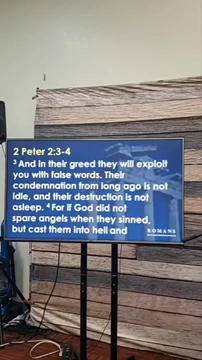 2 Peter 2:3-4
³ And in their greed they will exploit
you with false words. Their
condemnation from long ago is not
idle, and their destruction is not
asleep. ⁴ For if God did not
spare angels when they sinned,
but cast them into hell and
ROMANS